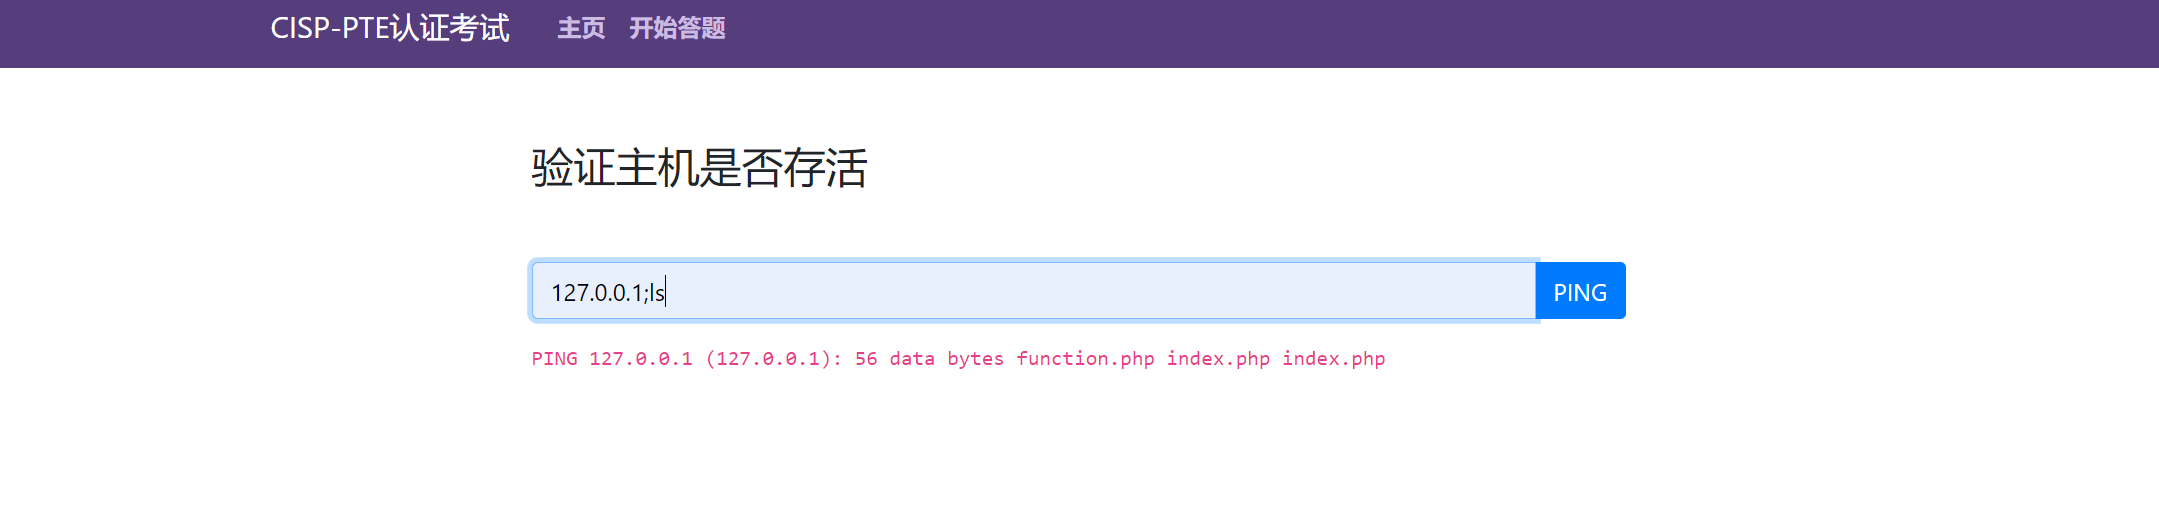 CISP-PTE认证考试 主页 开始答题
验证主机是否存活
127.0.0.1;ls PING
PING 127.0.0.1 (127.0.0.1): 56 data bytes function.php index.php index.php